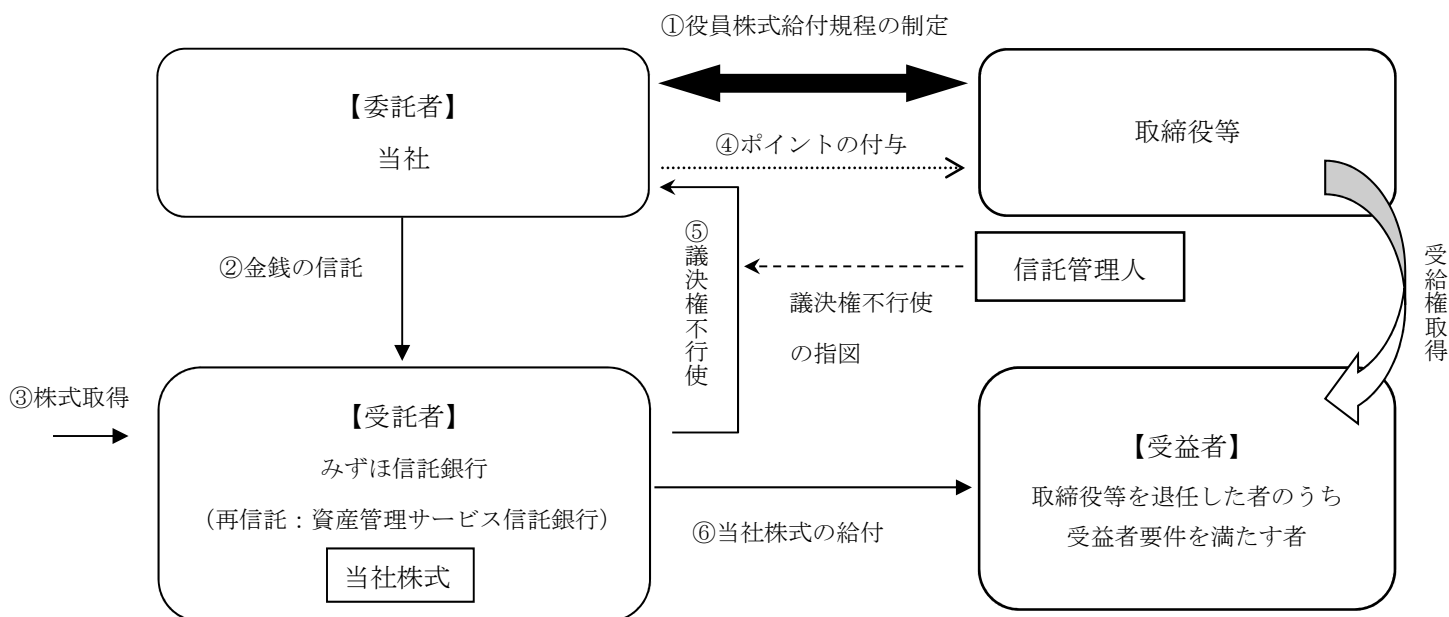 ①役員株式給付規程の制定
【委託者】
当社
取締役等
④ポイントの付与
②金銭の信託
⑤議決権不行使
信託管理人
議決権不行使
の指図
受給権取得
③株式取得
【受託者】
みずほ信託銀行
（再信託：資産管理サービス信託銀行）
当社株式
⑥当社株式の給付
【受益者】
取締役等を退任した者のうち
受益者要件を満たす者